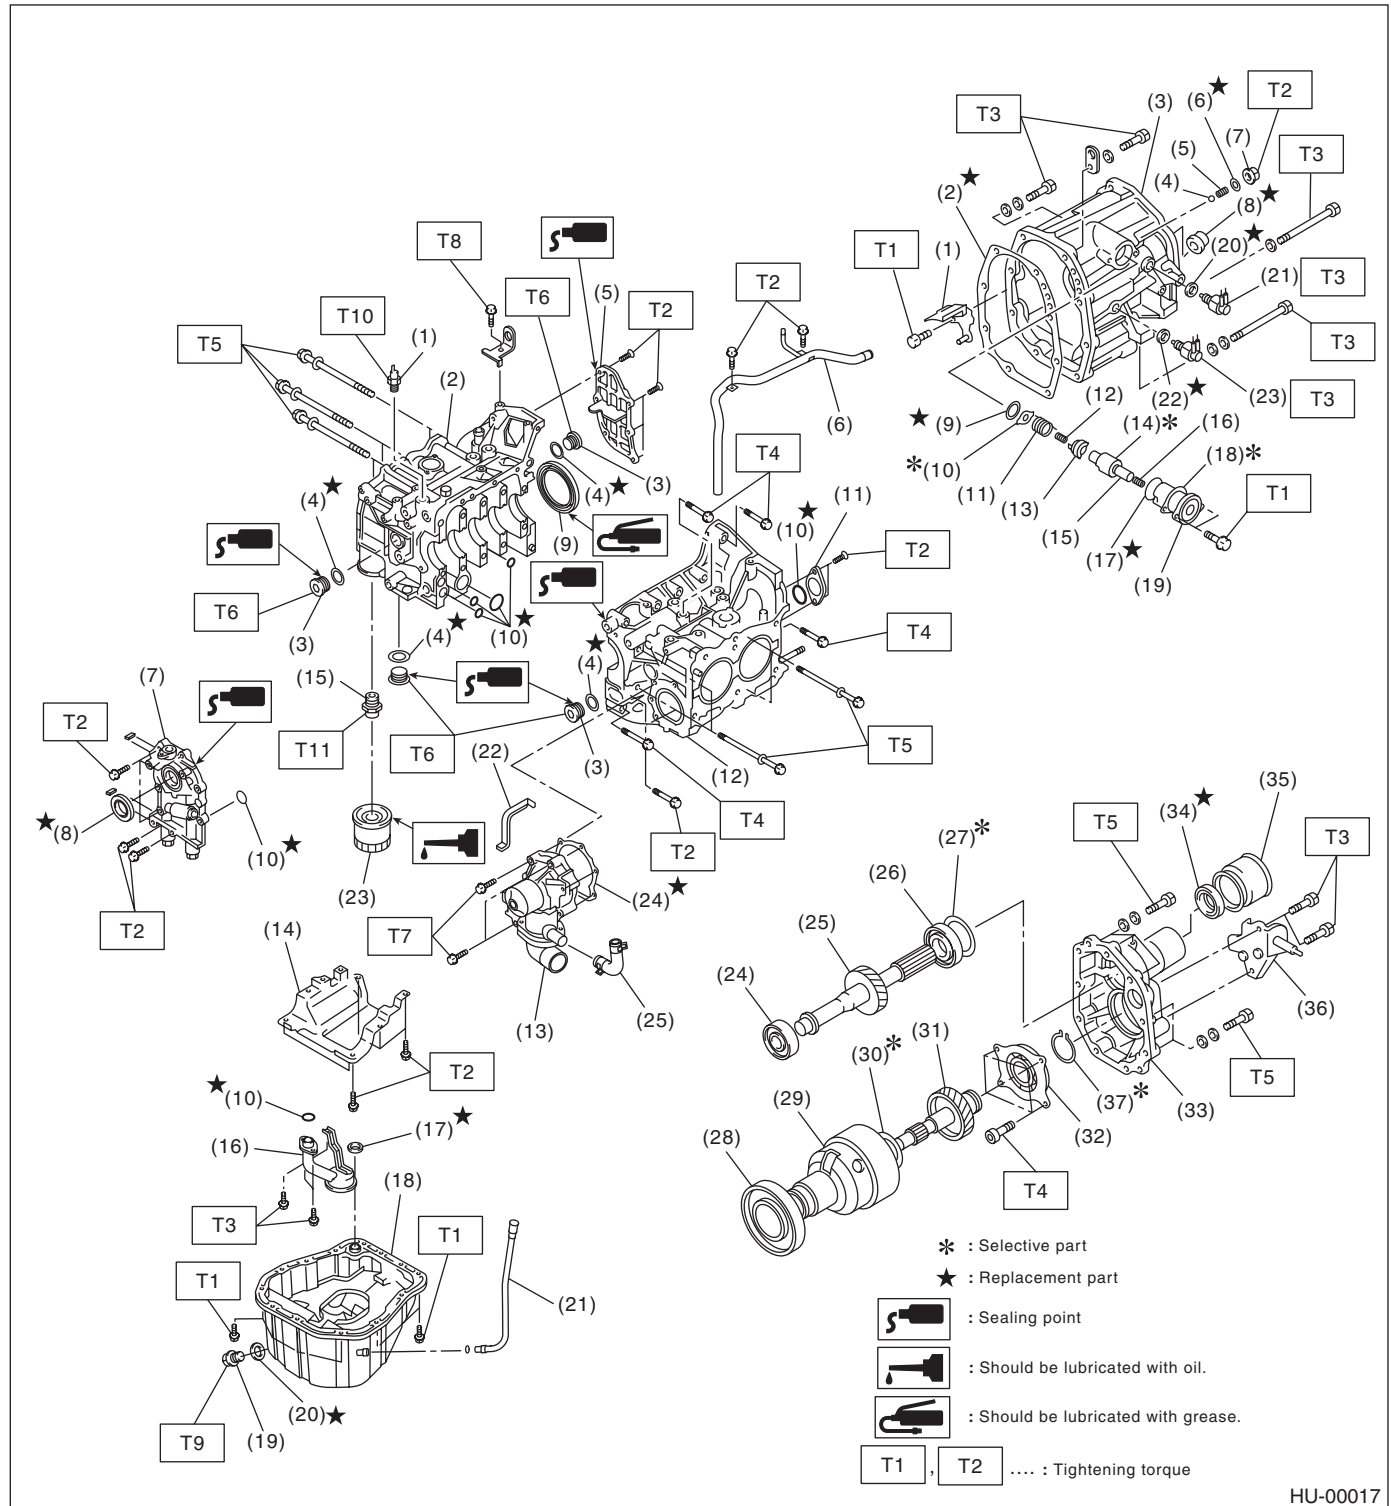 T3
(6)★
T2
(3)
(7)
(5)
T3
(4)
(2)★
(8)★
T8
(20)★
T1
(1)
T6
(5)
T2
T2
(21)
T3
T10
(1)
T5
(2)
T3
(12)
(22)★
(23)
T3
★(9)
(14)*
(16)
(6)
T4
*(10)
(18)*
(3)
(4)★
(11)
(11)
(13)
T1
(4)★
(10)★
(15)
(9)
T2
(17)★
(19)
T6
(3)
(4)★
(10)★
T4
★
(4)
(7)
(15)
T2
T11
T6
(22)
(3)
(12)
T5
(35)
★(8)
(10)★
T4
(34)★
T5
(27)*
T3
T2
(24)★
(26)
T2
(23)
(14)
T7
(25)
(36)
(24)
(13)
(25)
(31)
(30)*
T5
T2
★(10)
(37)*
(33)
(17)★
(29)
(32)
(16)
(28)
(18)
T4
T3
T1
* : Selective part
T1
★ : Replacement part
(21)
: Sealing point
: Should be lubricated with oil.
(20)★
: Should be lubricated with grease.
T9
(19)
T1 , T2 .... : Tightening torque
HU-00017